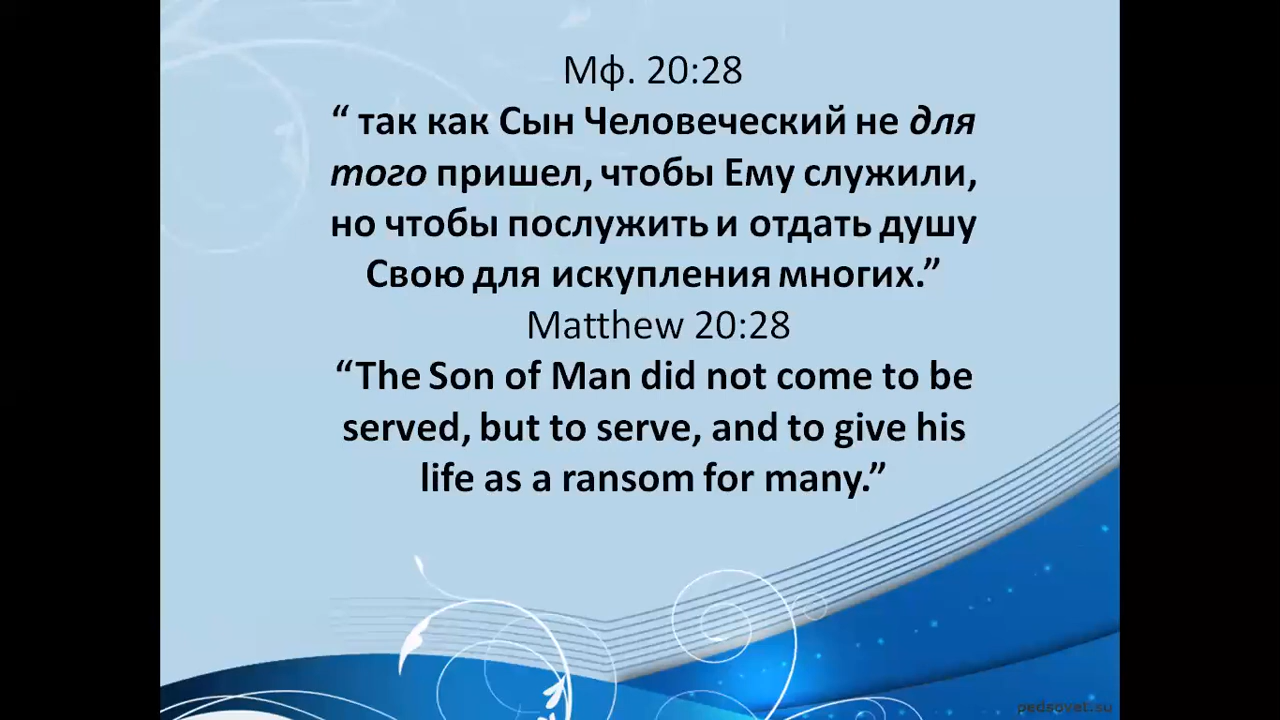 Мф. 20:28
“ так как Сын Человеческий не для
того пришел, чтобы Ему служили,
но чтобы послужить и отдать душу
Свою для искупления многих.”
Matthew 20:28
“The Son of Man did not come to be
served, but to serve, and to give his
life as a ransom for many.”
pedsovet.su